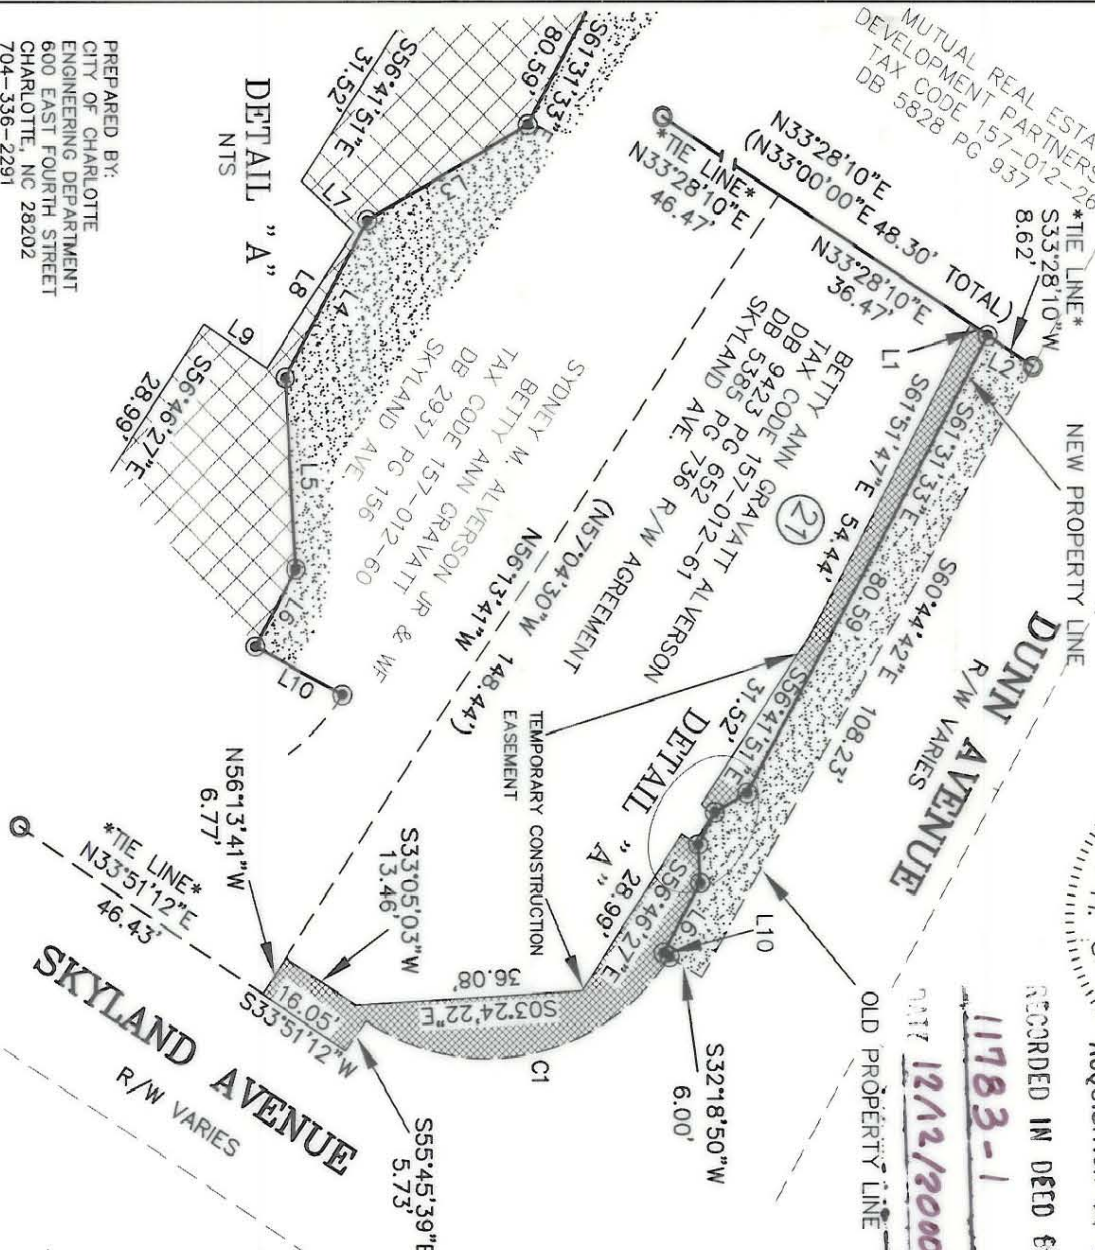 MUTUAL REAL ESTA
DEVELOPMENT PARTNERS
TAX CODE 157-012-26
DB 5828 PG 937
*TIE LINE*
S33°28'10"W
8.62'
N33°28'10"E
(N33°00'00"E 48.30' TOTAL)
*TIE LINE*
N33°28'10"E
46.47'
N33°28'10"E
36.47'
L1
L2
NEW PROPERTY LINE
S61°51'47"E 54.44'
S61°31'33"E 80.59'
S60°44'42"E 108.23'
DUNN AVENUE
R/W VARIES
21
BETTY ANN GRAVATT ALVERSON
TAX CODE 157-012-61
DB 9423 PG 652
DB 5385 PG 736 R/W AGREEMENT
SKYLAND AVE.
S56°41'51"E
31.52'
DETAIL "A"
(N57°04'30"W 148.44')
N56°13'41"W
TEMPORARY CONSTRUCTION
EASEMENT
28.99'
S56°46'27"E
L6
L10
OLD PROPERTY LINE
S32°18'50"W
6.00'
36.08'
S03°24'22"E
C1
S33°05'03"W
13.46'
N56°13'41"W
6.77'
16.05'
S33°51'12"W
S55°45'39"E
5.73'
*TIE LINE*
N33°51'12"E
46.43'
SKYLAND AVENUE
R/W VARIES
S61°31'33"
80.59'
S56°41'51"E
31.52'
L3
L7
L4
L8
L9
L5
L6
L10
S56°46'27"E
28.99'
SYDNEY M. ALVERSON JR & WF
BETTY ANN GRAVATT
TAX CODE 157-012-60
DB 2937 PG 156
SKYLAND AVE
DETAIL "A"
NTS
PREPARED BY:
CITY OF CHARLOTTE
ENGINEERING DEPARTMENT
600 EAST FOURTH STREET
CHARLOTTE, NC 28202
704-336-2291
RECORDED IN DEED B
11783-1
DATE 12/12/2000